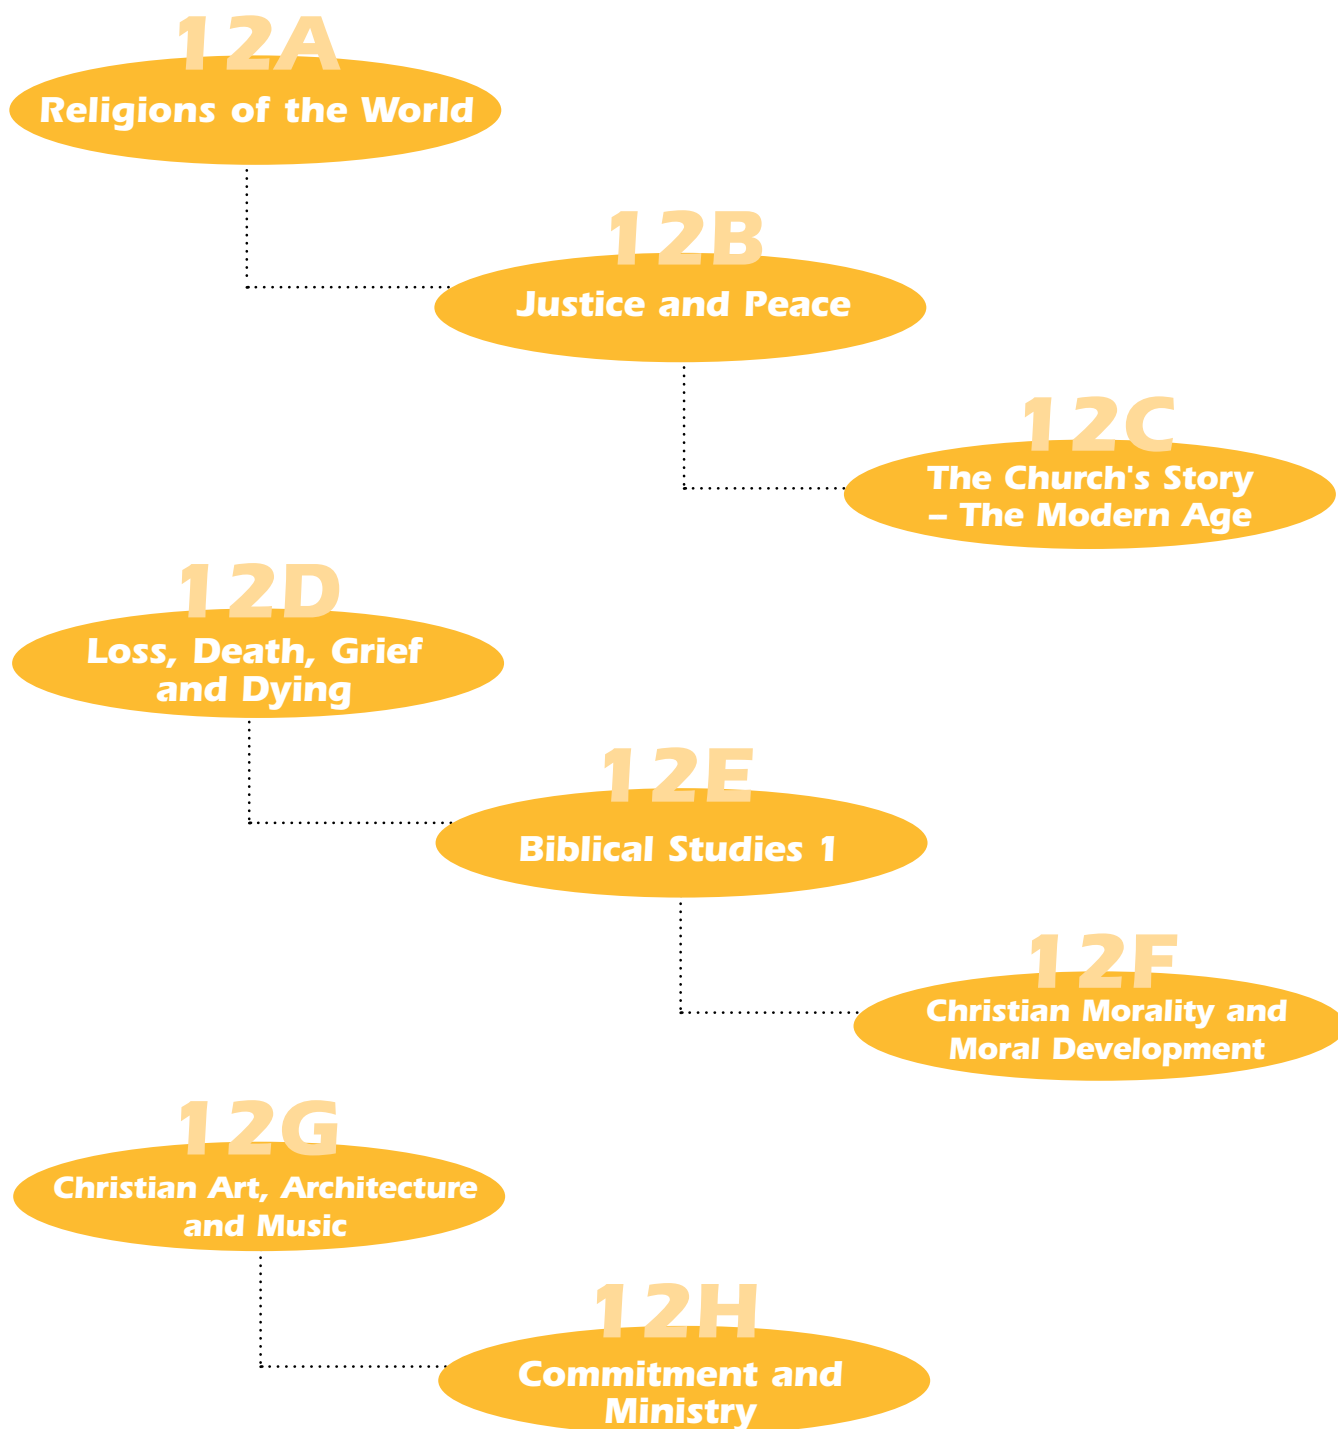 12A
Religions of the World
12B
Justice and Peace
12C
The Church's Story
– The Modern Age
12D
Loss, Death, Grief
and Dying
12E
Biblical Studies 1
12F
Christian Morality and
Moral Development
12G
Christian Art, Architecture
and Music
12H
Commitment and
Ministry